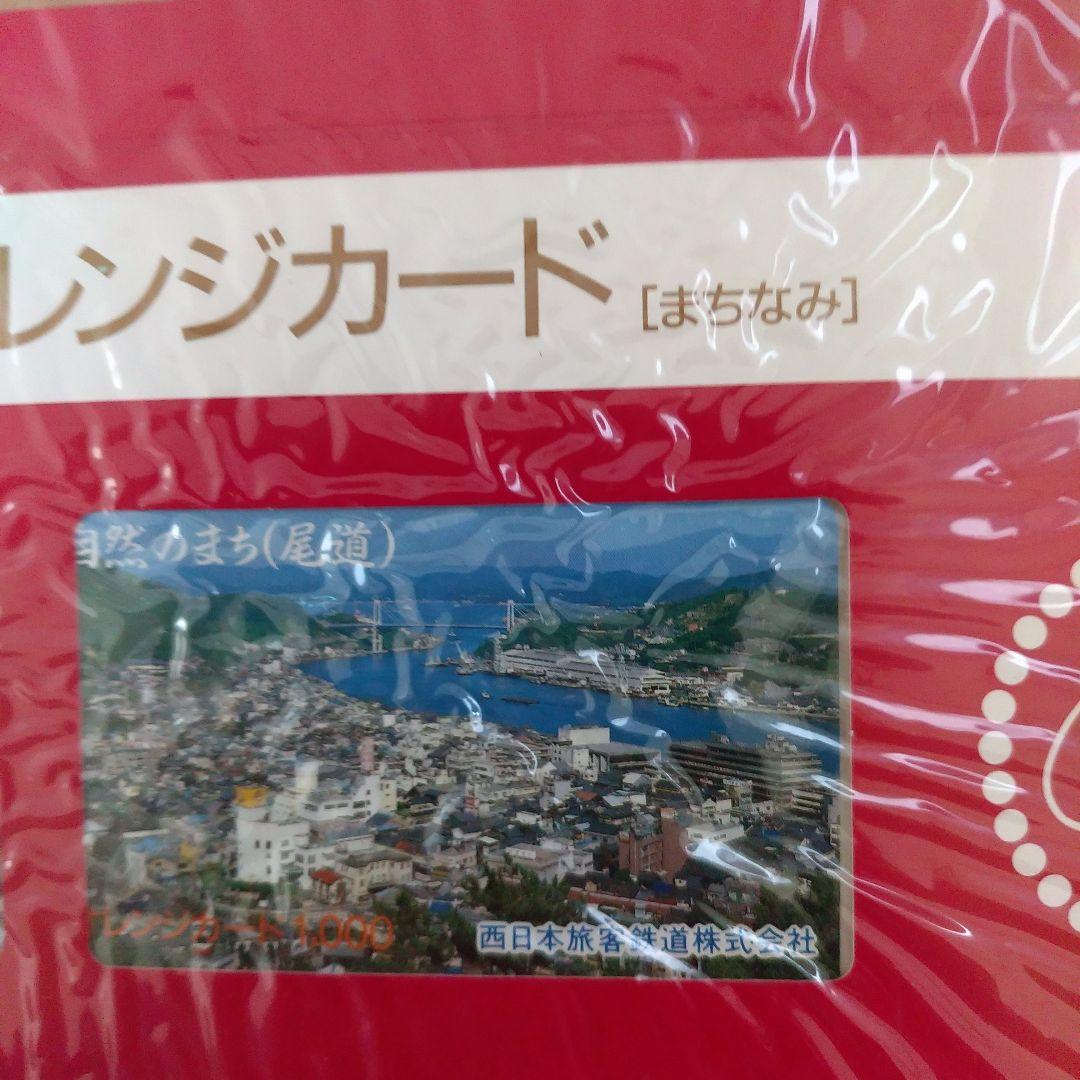 レンジカード [まちなみ]
自然のまち(尾道)
オレンジカード 1,000
西日本旅客鉄道株式会社